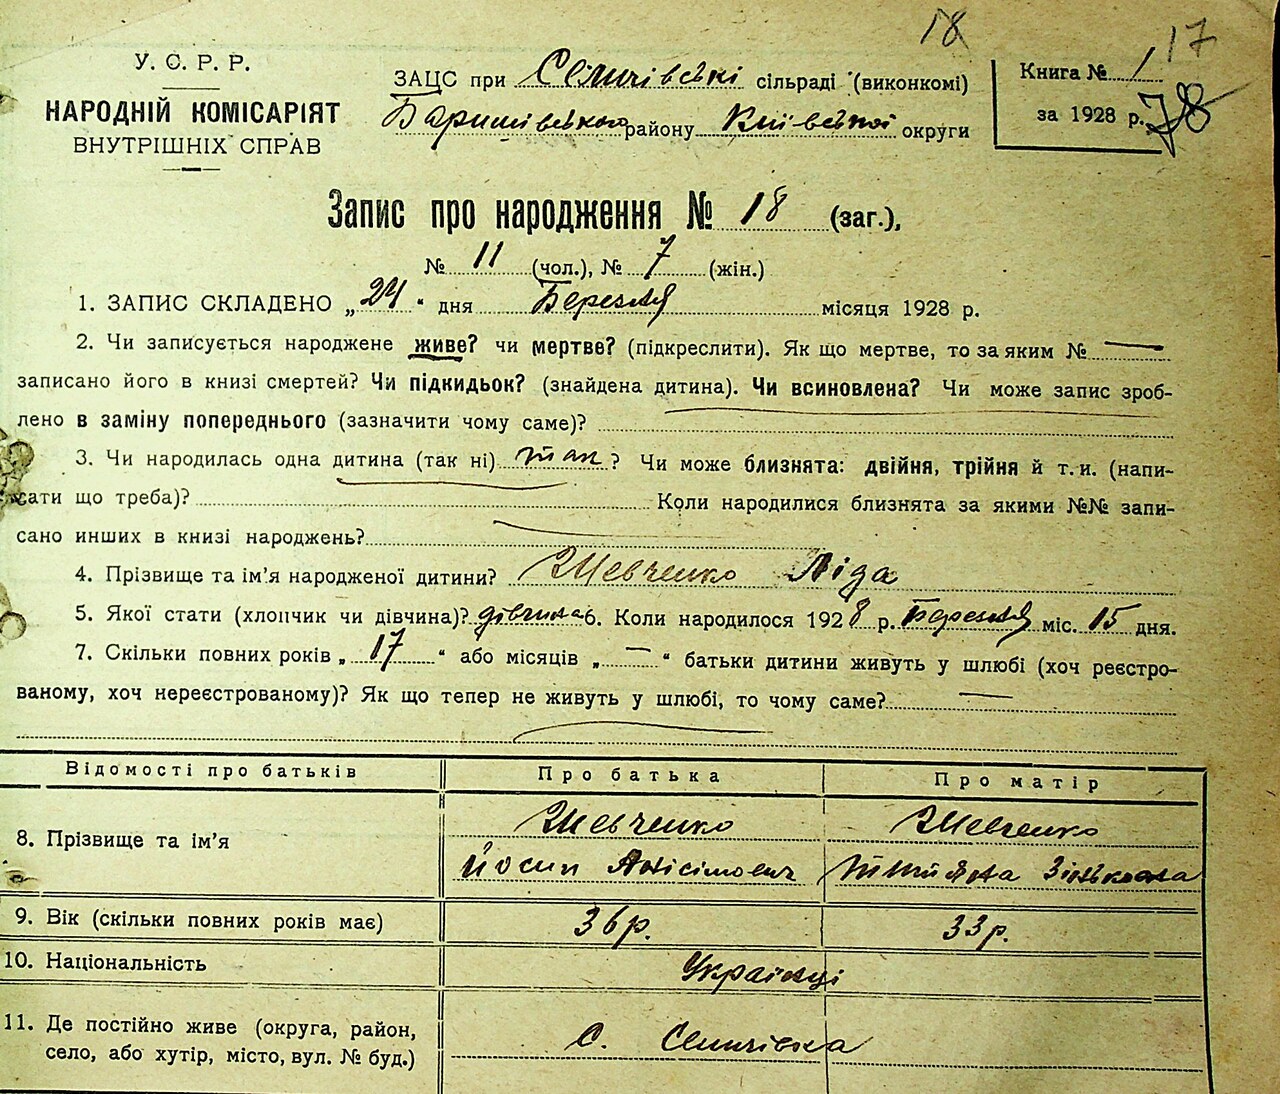 18 17
У. С. Р. Р.
НАРОДНІЙ КОМІСАРІЯТ
ВНУТРІШНІХ СПРАВ
ЗАЦС при Семичівські сільраді (виконкомі)
Баришівського району Київської округи
Книга № 1
за 1928 р. 78
Запис про народження № 18 (заг.),
№ 11 (чол.), № 7 (жін.)
1. ЗАПИС СКЛАДЕНО „24“ дня Березня місяця 1928 р.
2. Чи записується народжене живе? чи мертве? (підкреслити). Як що мертве, то за яким № —
записано його в книзі смертей? Чи підкидьок? (знайдена дитина). Чи всиновлена? Чи може запис зроб-
лено в заміну попереднього (зазначити чому саме)?
3. Чи народилась одна дитина (так ні) так? Чи може близнята: двійня, трійня й т. и. (напи-
сати що треба)? Коли народилися близнята за якими №№ запи-
сано инших в книзі народжень?
4. Прізвище та ім’я народженої дитини? Шевченко Ліда
5. Якої стати (хлопчик чи дівчина)? дівчина 6. Коли народилося 1928 р. Березня міс. 15 дня.
7. Скільки повних років „17“ або місяців „—“ батьки дитини живуть у шлюбі (хоч реєстро-
ваному, хоч нереєстрованому)? Як що тепер не живуть у шлюбі, то чому саме? —
Відомості про батьків Про батька Про матір
8. Прізвище та ім’я Шевченко Шевченко
Йосип Анісімович Титяна Зіньковна
9. Вік (скільки повних років має) 36 р. 33 р.
10. Національність Українці
11. Де постійно живе (округа, район,
село, або хутір, місто, вул. № буд.) с. Семичівка